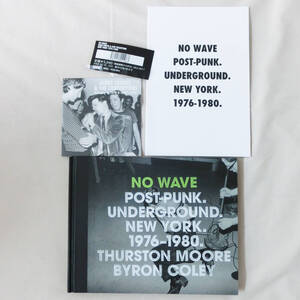 NO WAVE
POST-PUNK.
UNDERGROUND.
NEW YORK.
1976-1980.
NO WAVE
POST-PUNK.
UNDERGROUND.
NEW YORK.
1976-1980.
THURSTON MOORE
BYRON COLEY